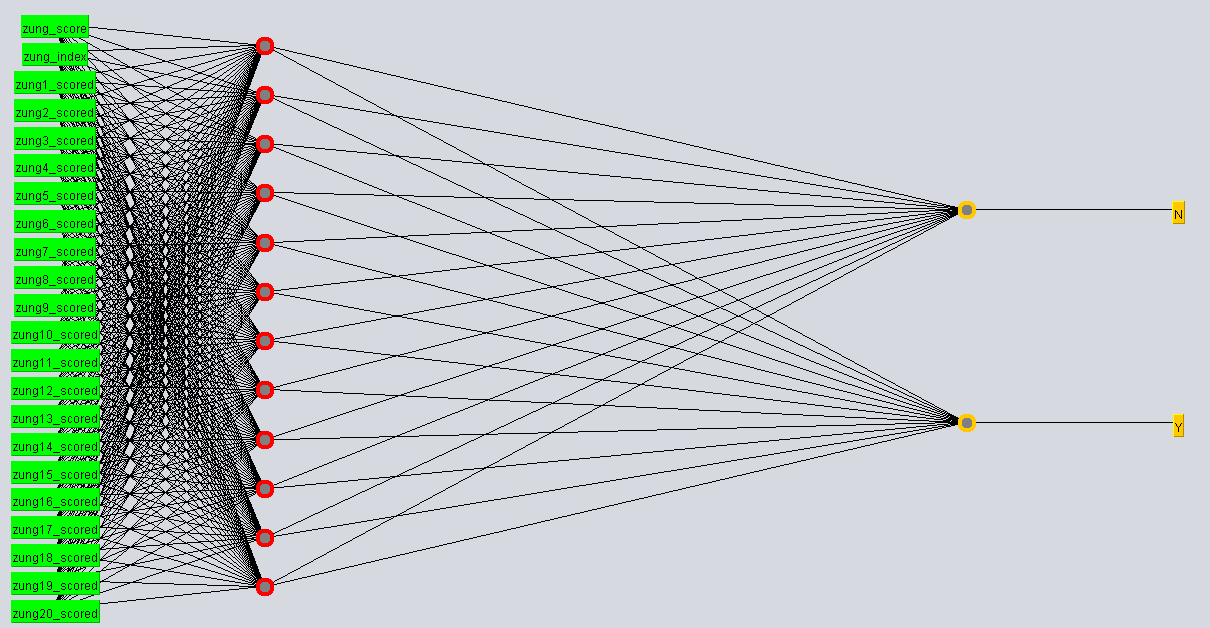 zung_score
zung_index
zung1_scored
zung2_scored
zung3_scored
zung4_scored
zung5_scored
zung6_scored
zung7_scored
zung8_scored
zung9_scored
zung10_scored
zung11_scored
zung12_scored
zung13_scored
zung14_scored
zung15_scored
zung16_scored
zung17_scored
zung18_scored
zung19_scored
zung20_scored
N
Y